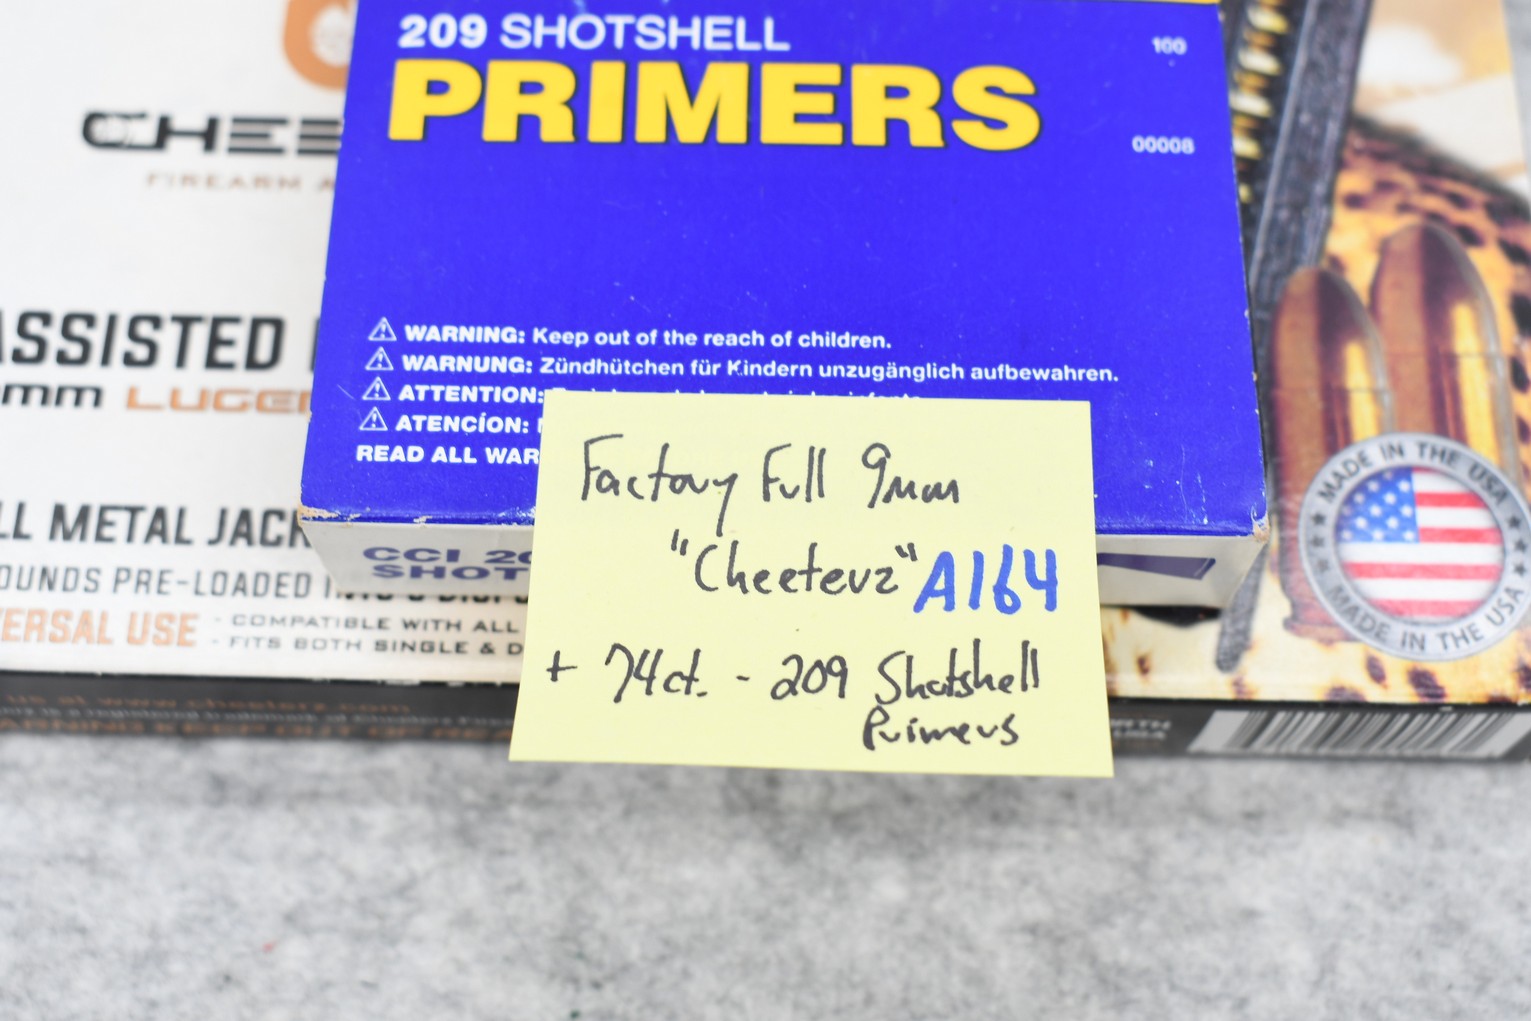 209 SHOTSHELL
PRIMERS
100
00008
WARNING: Keep out of the reach of children.
WARNUNG: Zündhütchen für Kindern unzugänglich aufbewahren.
ATTENTION:
ATENCÍON:
READ ALL WAR
CCI 20
SHOT
Factory Full 9mm
"Cheeterz" A164
+ 74ct. - 209 Shotshell
Primers
CHEE
FIREARM A
ASSISTED
mm LUGER
LL METAL JACK
OUNDS PRE-LOADED
ERSAL USE
- COMPATIBLE WITH ALL
- FITS BOTH SINGLE & D
MADE IN THE USA
MADE IN THE USA